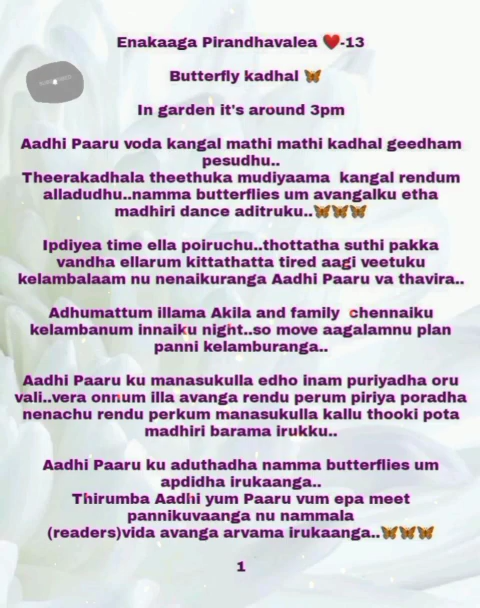 Enakaaga Pirandhavalea ❤️-13
Butterfly kadhal 🦋
In garden it's around 3pm
Aadhi Paaru voda kangal mathi mathi kadhal geedham
pesudhu..
Theerakadhala theethuka mudiyaama kangal rendum
alladudhu..namma butterflies um avangalku etha
madhiri dance aditruku..🦋🦋🦋
Ipdiyea time ella poiruchu..thottatha suthi pakka
vandha ellarum kittathatta tired aagi veetuku
kelambalaam nu nenaikuranga Aadhi Paaru va thavira..
Adhumattum illama Akila and family chennaiku
kelambanum innaiku night..so move aagalamnu plan
panni kelamburanga..
Aadhi Paaru ku manasukulla edho inam puriyadha oru
vali..vera onnum illa avanga rendu perum piriya poradha
nenachu rendu perkum manasukulla kallu thooki pota
madhiri barama irukku..
Aadhi Paaru ku aduthadha namma butterflies um
apdidha irukaanga..
Thirumba Aadhi yum Paaru vum epa meet
pannikuvaanga nu nammala
(readers)vida avanga arvama irukaanga..🦋🦋🦋
1